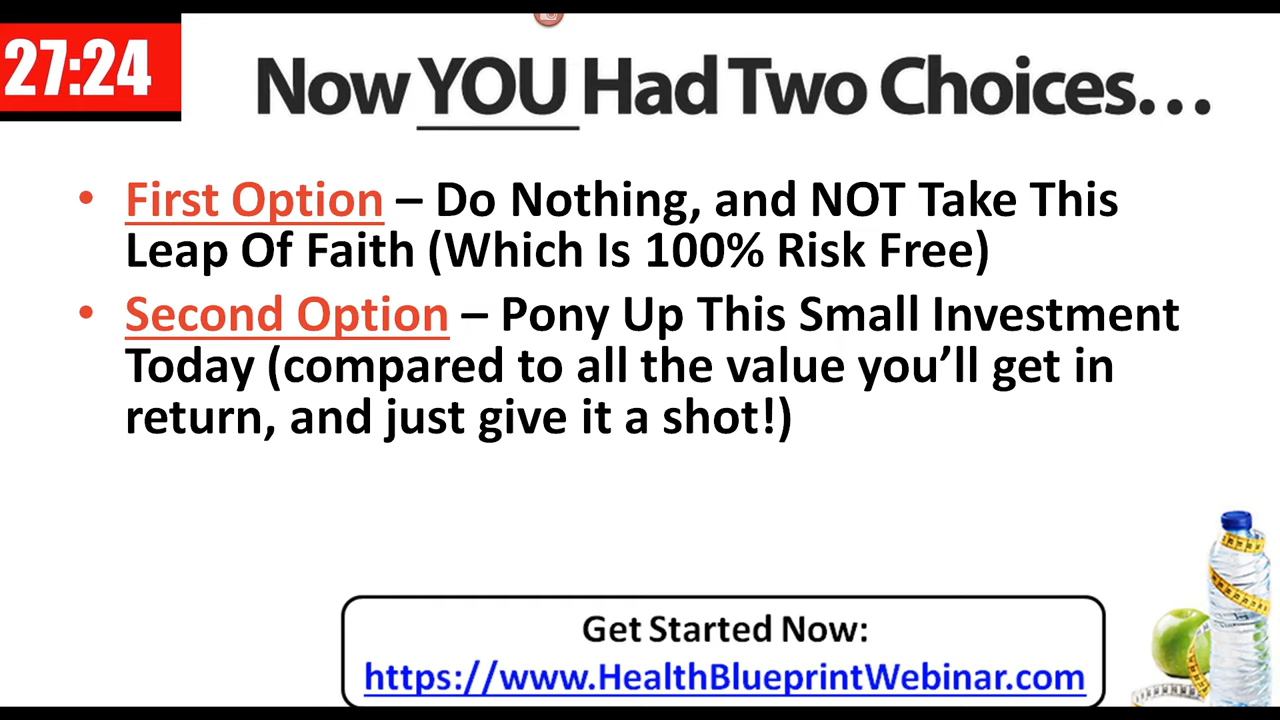 27:24
Now YOU Had Two Choices...
• First Option – Do Nothing, and NOT Take This
Leap Of Faith (Which Is 100% Risk Free)
• Second Option – Pony Up This Small Investment
Today (compared to all the value you’ll get in
return, and just give it a shot!)
Get Started Now:
https://www.HealthBlueprintWebinar.com